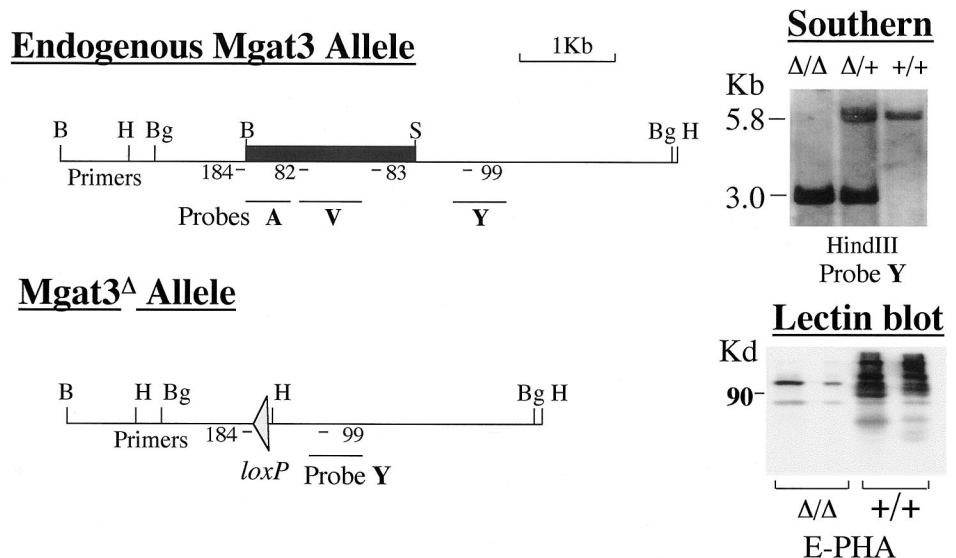 Endogenous Mgat3 Allele
1Kb
B H Bg B S Bg H
Primers 184 82 83 99
Probes A V Y
Mgat3Δ Allele
B H Bg H Bg H
Primers 184 99
loxP Probe Y
Southern
Δ/Δ Δ/+ +/+
Kb
5.8
3.0
HindIII
Probe Y
Lectin blot
Kd
90
Δ/Δ +/+
E-PHA